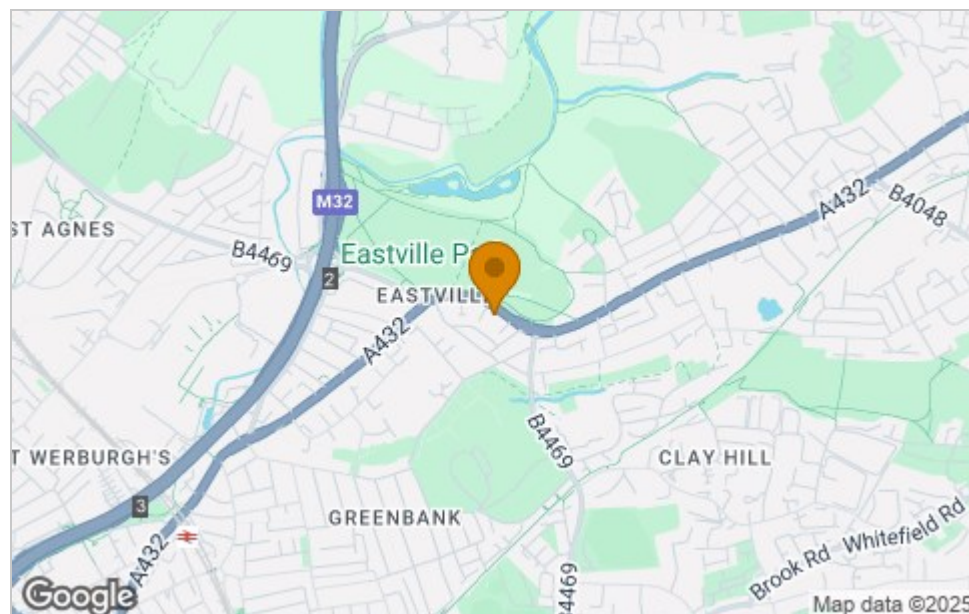 M32
A432
B4048
ST AGNES
B4469
Eastville P
2
EASTVILLE
A432
B4469
CLAY HILL
T WERBURGH'S
3
GREENBANK
A432
B4469
Brook Rd
Whitefield Rd
Google
Map data ©2025